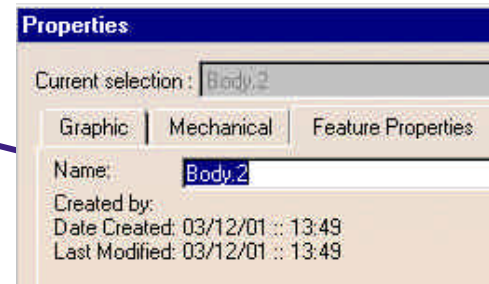 Properties
Current selection : Body.2
Graphic Mechanical Feature Properties
Name: Body.2
Created by:
Date Created: 03/12/01 :: 13:49
Last Modified: 03/12/01 :: 13:49